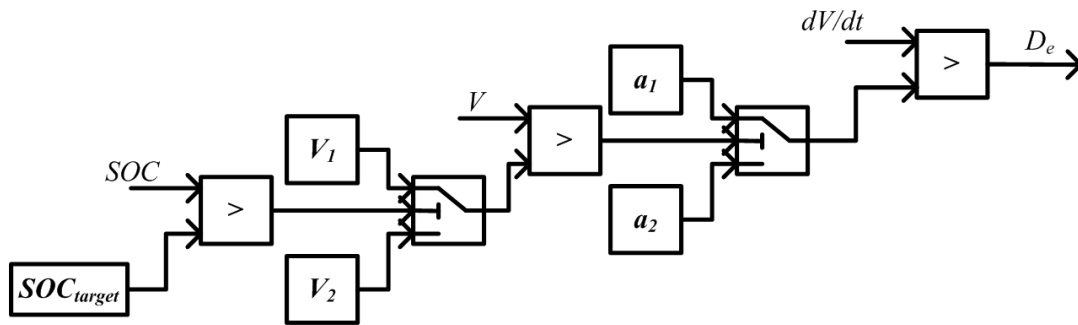 dV/dt
D_e
>
a_1
V
>
V_1
SOC
>
a_2
V_2
SOC_target